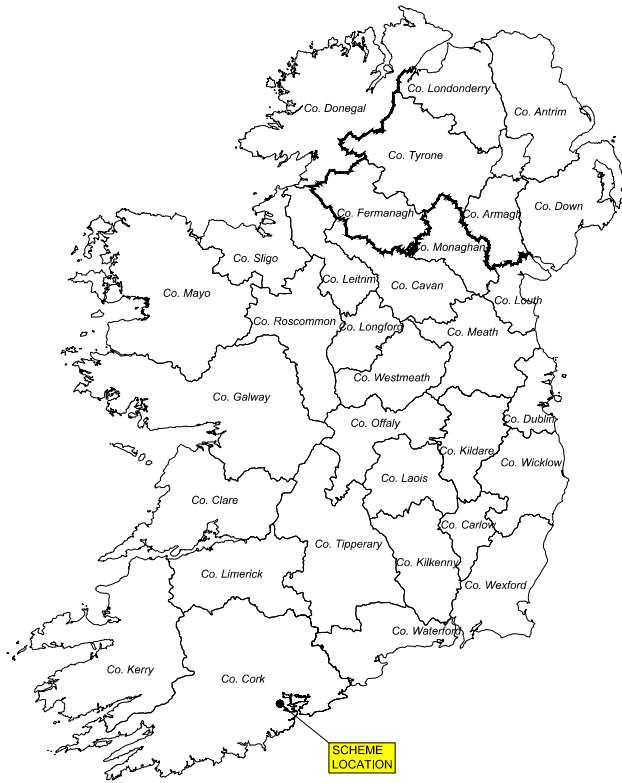 Co. Donegal
Co. Londonderry
Co. Antrim
Co. Tyrone
Co. Fermanagh
Co. Armagh
Co. Down
Co. Monaghan
Co. Sligo
Co. Leitrim
Co. Cavan
Co. Louth
Co. Mayo
Co. Roscommon
Co. Longford
Co. Meath
Co. Westmeath
Co. Galway
Co. Offaly
Co. Dublin
Co. Kildare
Co. Wicklow
Co. Laois
Co. Clare
Co. Carlow
Co. Tipperary
Co. Kilkenny
Co. Limerick
Co. Wexford
Co. Waterford
Co. Kerry
Co. Cork
SCHEME
LOCATION